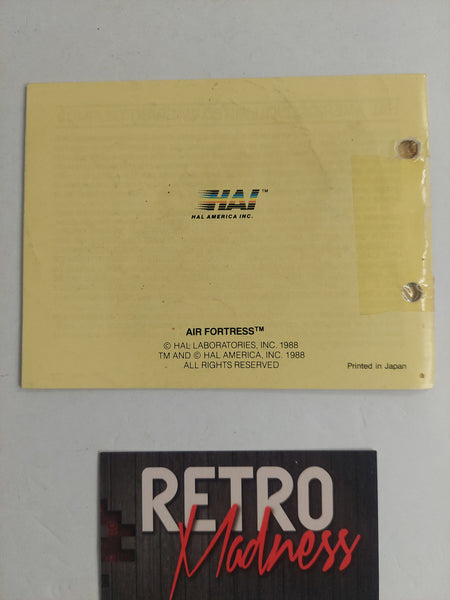 HAL™
HAL AMERICA INC.
AIR FORTRESS™
© HAL LABORATORIES, INC. 1988
TM AND © HAL AMERICA, INC. 1988
ALL RIGHTS RESERVED
Printed in Japan
RETRO
Madness